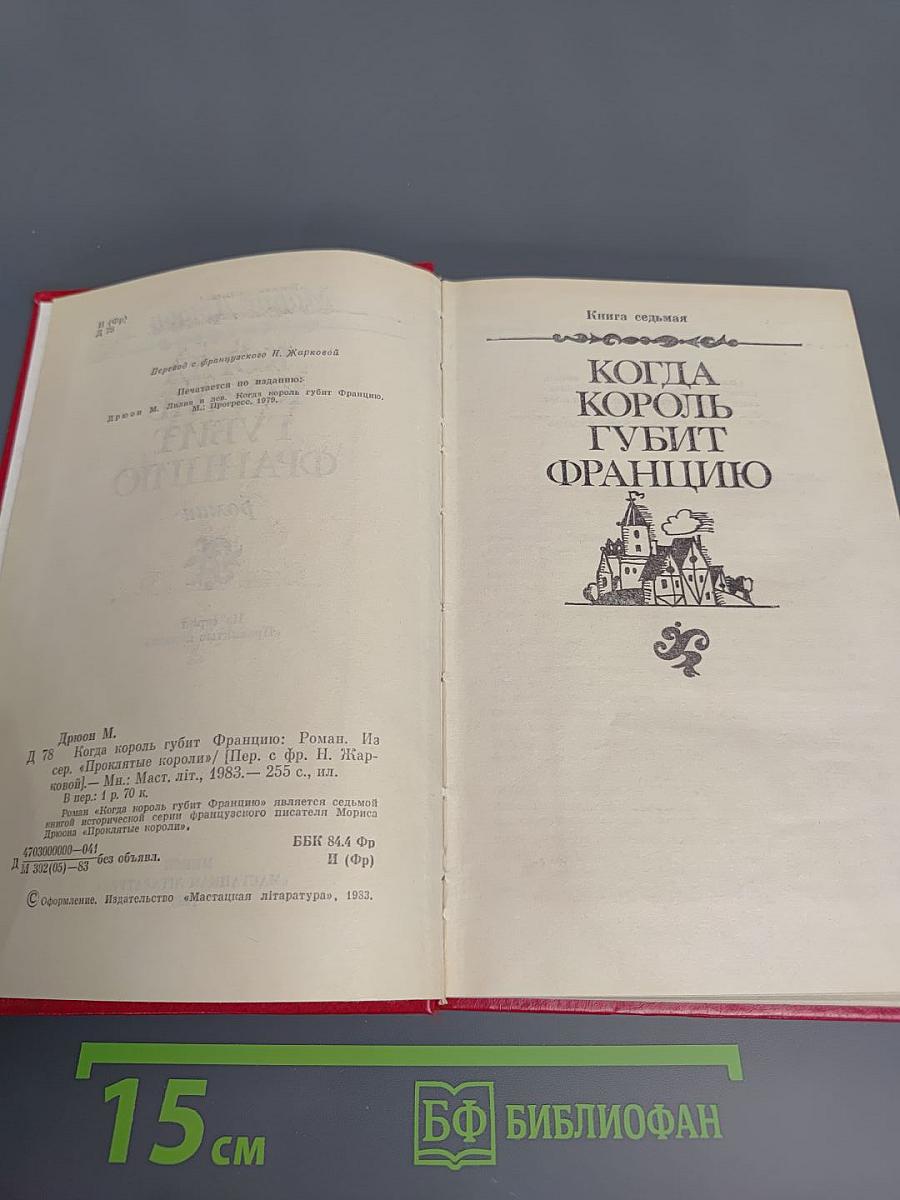 И (Фр)
Д 78
Перевод с французского Н. Жарковой
Печатается по изданию:
Дрюон М. Лилия и лев. Когда король губит Францию.
М.: Прогресс. 1979.
Дрюон М.
Д 78 Когда король губит Францию: Роман. Из
сер. «Проклятые короли»/ [Пер. с фр. Н. Жар-
ковой].— Мн.: Маст. літ., 1983.— 255 с., ил.
В пер.: 1 р. 70 к.
Роман «Когда король губит Францию» является седьмой
книгой исторической серии французского писателя Мориса
Дрюона «Проклятые короли».
Д 4703000000—041
М 302(05)—83 без объявл.
ББК 84.4 Фр
И (Фр)
© Оформление. Издательство «Мастацкая літаратура», 1983.
Книга седьмая
КОГДА
КОРОЛЬ
ГУБИТ
ФРАНЦИЮ
15 см
БФ БИБЛИОФАН